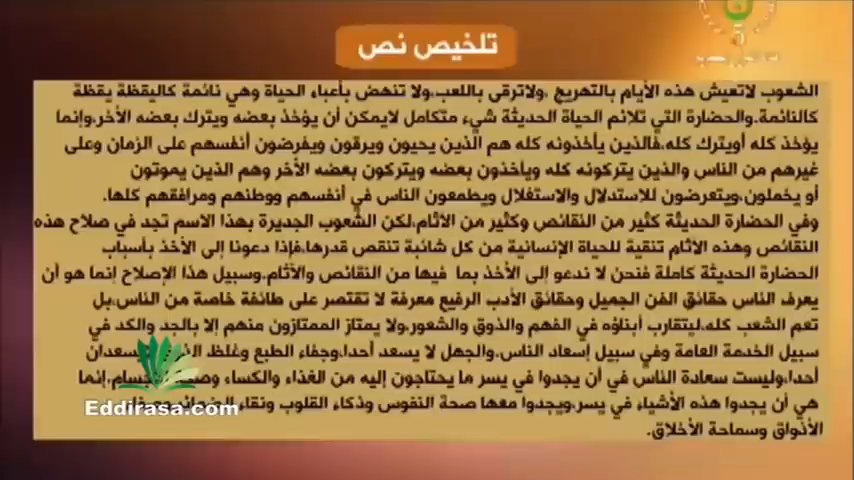 تلخيص نص
الشعوب لاتعيش هذه الأيام بالتهريج ،ولاترقى باللعب،ولا تنهض بأعباء الحياة وهي نائمة كاليقظة يقظة
كالنائمة.والحضارة التي تلائم الحياة الحديثة شيء متكامل لايمكن أن يؤخذ بعضه ويترك بعضه الأخر،وإنما
يؤخذ كله أويترك كله،فالذين يأخذونه كله هم الذين يحيون ويرقون ويفرضون أنفسهم على الزمان وعلى
غيرهم من الناس والذين يتركونه كله ويأخذون بعضه ويتركون بعضه الأخر وهم الذين يموتون
أو يخملون،ويتعرضون للاستدلال والاستغلال ويطمعون الناس في أنفسهم ووطنهم ومرافقهم كلها.
وفي الحضارة الحديثة كثير من النقائص وكثير من الآثام،لكن الشعوب الجديرة بهذا الاسم تجد في صلاح هذه
النقائص وهذه الاثام تنقية للحياة الإنسانية من كل شائبة تنقص قدرها،فإذا دعونا إلى الأخذ بأسباب
الحضارة الحديثة كاملة فنحن لا ندعو إلى الأخذ بما فيها من النقائص والآثام،وسبيل هذا الإصلاح إنما هو أن
يعرف الناس حقائق الفن الجميل وحقائق الأدب الرفيع معرفة لا تقتصر على طائفة خاصة من الناس،بل
تعم الشعب كله،ليتقارب أبناؤه في الفهم والذوق والشعور،ولا يمتاز الممتازون منهم إلا بالجد والكد في
سبيل الخدمة العامة وفي سبيل إسعاد الناس.والجهل لا يسعد أحدا،وجفاء الطبع وغلظ يسعدان
أحدا،وليست سعادة الناس في أن يجدوا في يسر ما يحتاجون إليه من الغذاء والكساء إنما
هي أن يجدوا هذه الأشياء في يسر،ويجدوا معها صحة النفوس وذكاء القلوب ونقاء
الأذواق وسماحة الأخلاق.
Eddirasa.com